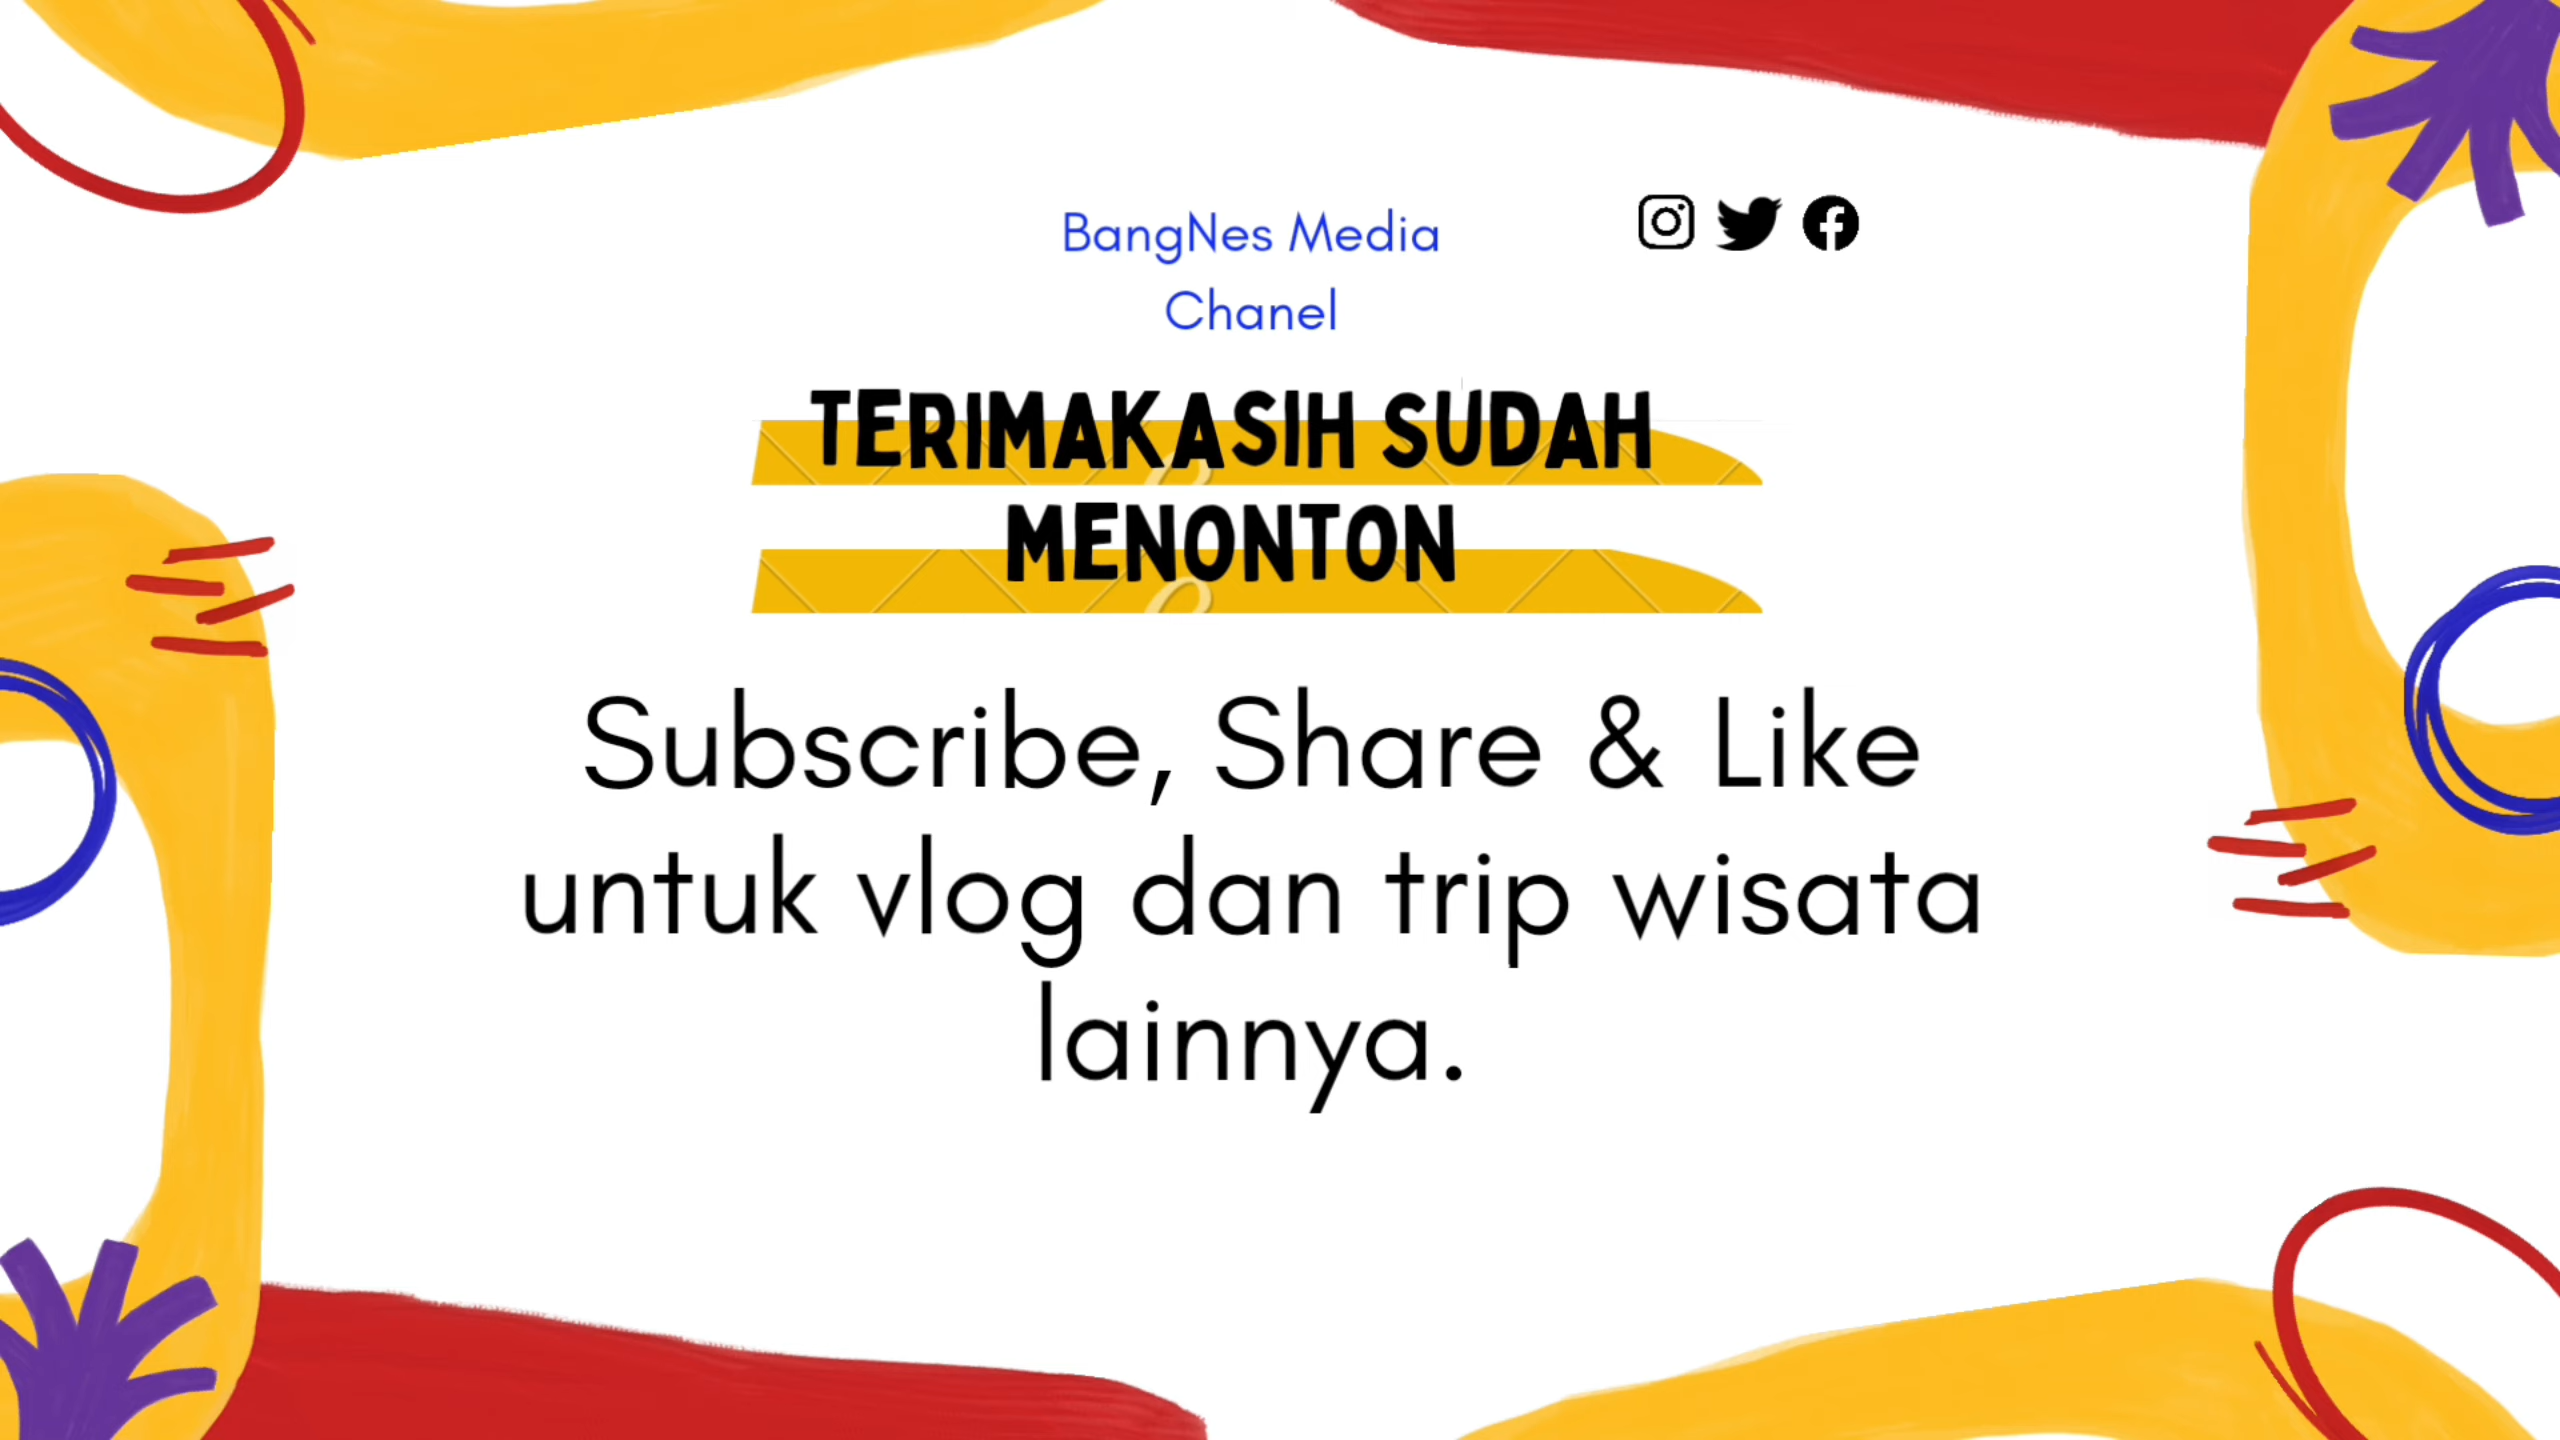 BangNes Media
Chanel
TERIMAKASIH SUDAH
MENONTON
Subscribe, Share & Like
untuk vlog dan trip wisata
lainnya.